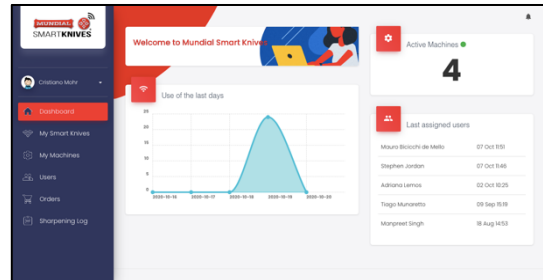 MUNDIAL
SMARTKNIVES
Cristiano Mohr
Dashboard
My Smart Knives
My Machines
Users
Orders
Sharpening Log
Welcome to Mundial Smart Knives
Use of the last days
25
20
15
10
5
0
2020-10-16
2020-10-17
2020-10-18
2020-10-19
2020-10-20
Active Machines
4
Last assigned users
Mauro Bicicchi de Mello 07 Oct 11:51
Stephen Jordan 07 Oct 11:46
Adriana Lemos 02 Oct 10:25
Tiago Munaretto 09 Sep 15:19
Manpreet Singh 18 Aug 14:53